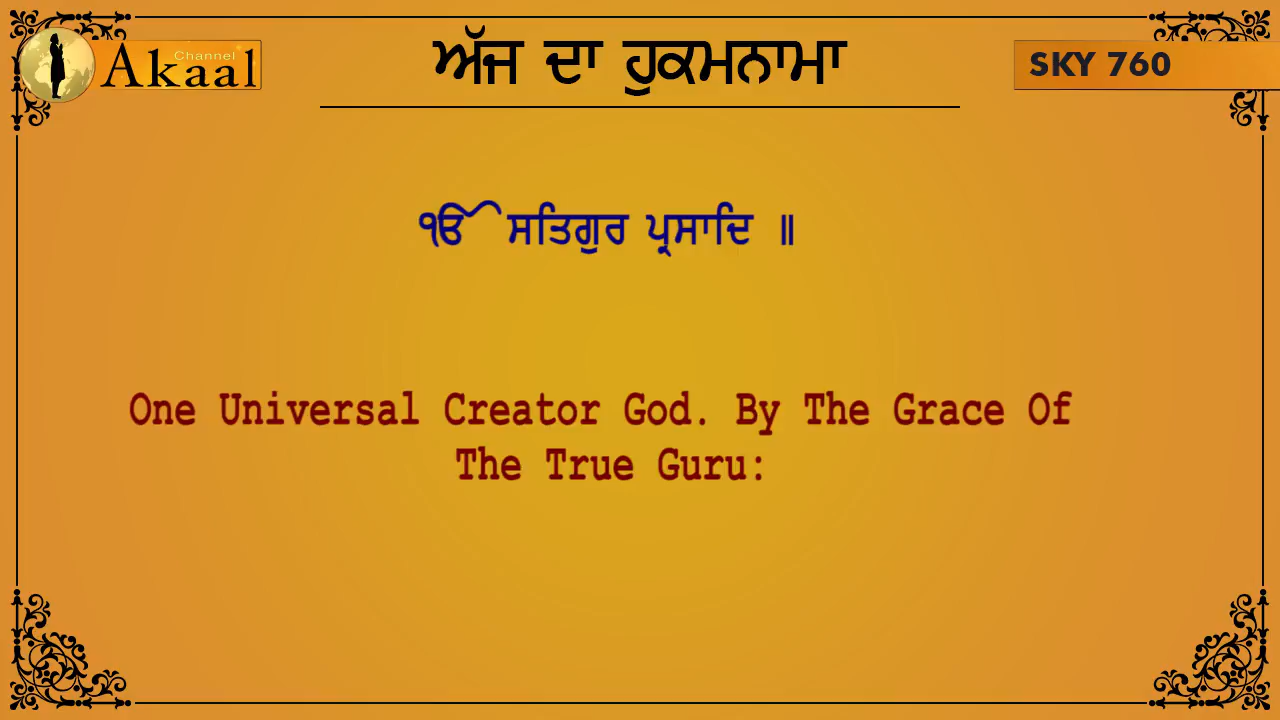 Akaal Channel
ਅੱਜ ਦਾ ਹੁਕਮਨਾਮਾ
SKY 760
ੴ ਸਤਿਗੁਰ ਪ੍ਰਸਾਦਿ ॥
One Universal Creator God. By The Grace Of
The True Guru: